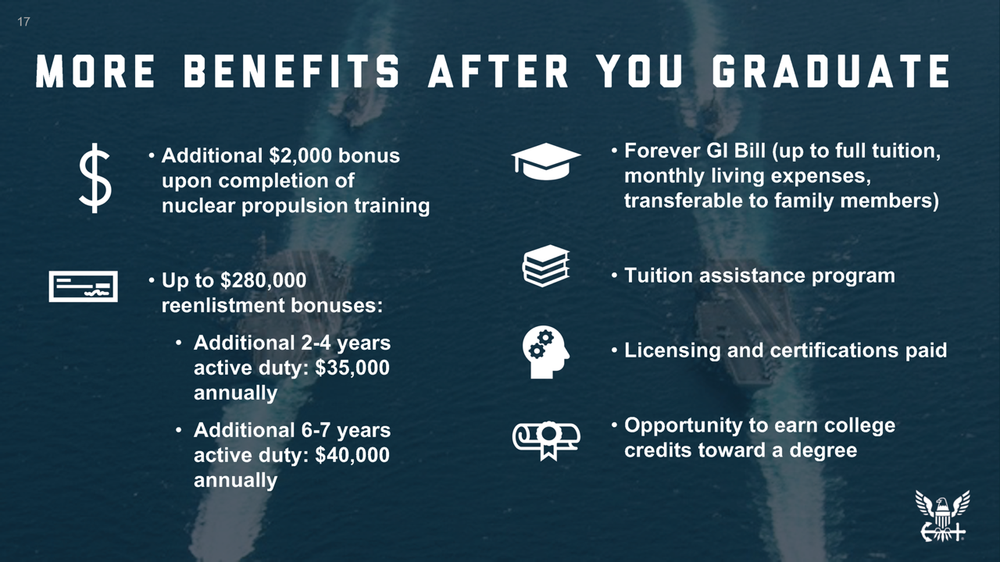 17
MORE BENEFITS AFTER YOU GRADUATE
• Additional $2,000 bonus
upon completion of
nuclear propulsion training
• Up to $280,000
reenlistment bonuses:
• Additional 2-4 years
active duty: $35,000
annually
• Additional 6-7 years
active duty: $40,000
annually
• Forever GI Bill (up to full tuition,
monthly living expenses,
transferable to family members)
• Tuition assistance program
• Licensing and certifications paid
• Opportunity to earn college
credits toward a degree